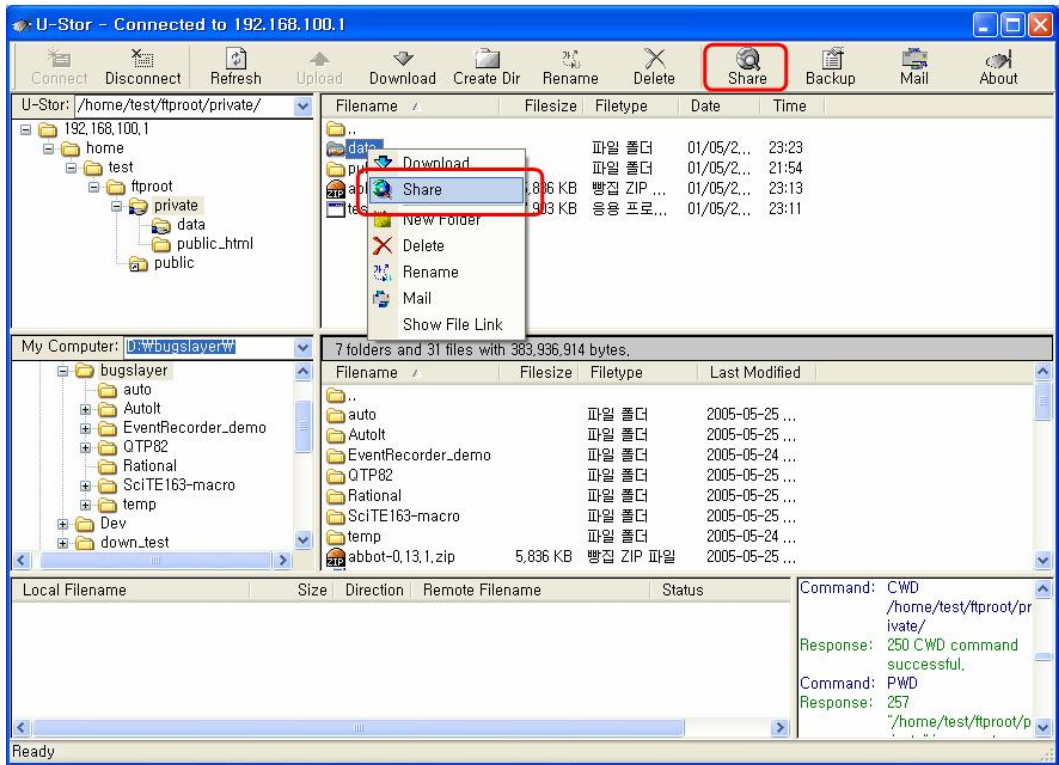 U-Stor - Connected to 192.168.100.1
Connect Disconnect Refresh Upload Download Create Dir Rename Delete Share Backup Mail About
U-Stor: /home/test/ftproot/private/
192.168.100.1
home
test
ftproot
private
data
public_html
public
Filename Filesize Filetype Date Time
..
data 파일 폴더 01/05/2... 23:23
파일 폴더 01/05/2... 21:54
빵집 ZIP ... 01/05/2... 23:13
응용 프로... 01/05/2... 23:11
Download
Share
New Folder
Delete
Rename
Mail
Show File Link
My Computer: D:₩bugslayer₩
bugslayer
auto
AutoIt
EventRecorder_demo
QTP82
Rational
SciTE163-macro
temp
Dev
down_test
7 folders and 31 files with 383,936,914 bytes.
Filename Filesize Filetype Last Modified
..
auto 파일 폴더 2005-05-25 ...
AutoIt 파일 폴더 2005-05-25 ...
EventRecorder_demo 파일 폴더 2005-05-24 ...
QTP82 파일 폴더 2005-05-25 ...
Rational 파일 폴더 2005-05-25 ...
SciTE163-macro 파일 폴더 2005-05-25 ...
temp 파일 폴더 2005-05-24 ...
abbot-0.13.1.zip 5,836 KB 빵집 ZIP 파일 2005-05-25 ...
Local Filename Size Direction Remote Filename Status
Command: CWD
/home/test/ftproot/pr
ivate/
Response: 250 CWD command
successful.
Command: PWD
Response: 257
"/home/test/ftproot/p
Ready